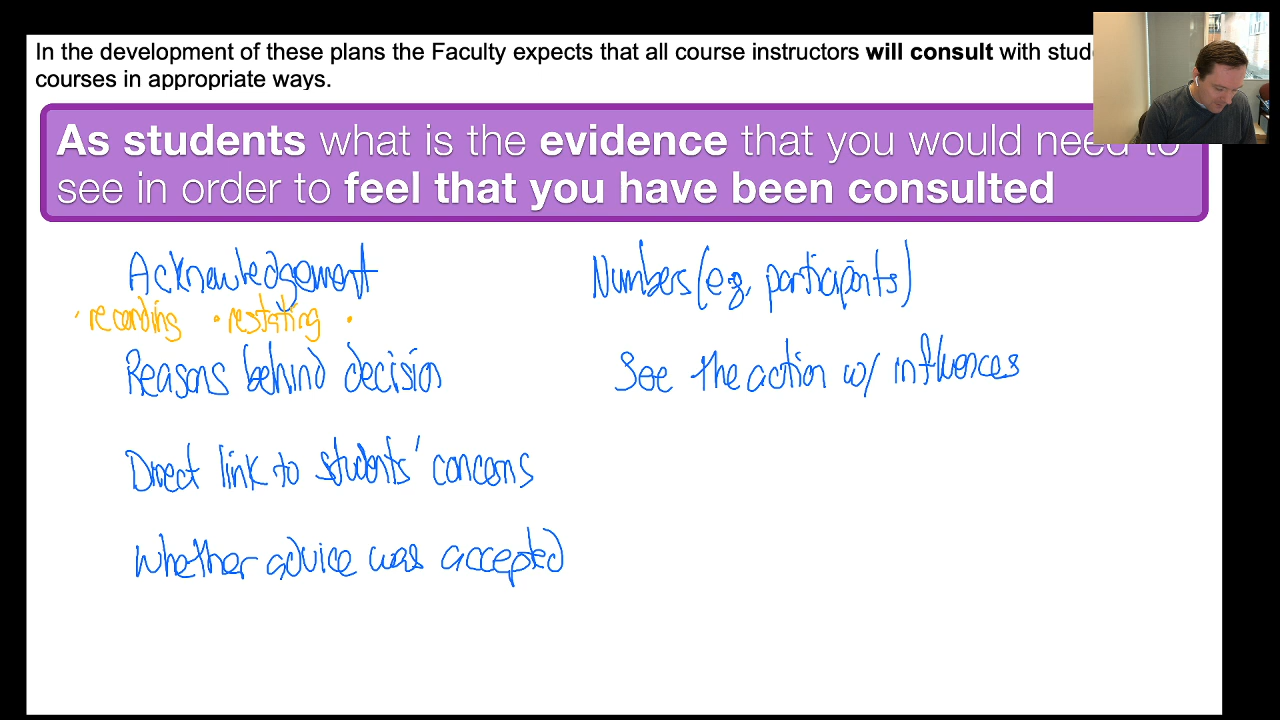 In the development of these plans the Faculty expects that all course instructors will consult with stud
courses in appropriate ways.
As students what is the evidence that you would need to
see in order to feel that you have been consulted
Acknowledgement
· recording · restating ·
Reasons behind decision
Direct link to students' concerns
Whether advice was accepted
Numbers (e.g. participants)
See the action w/ influences